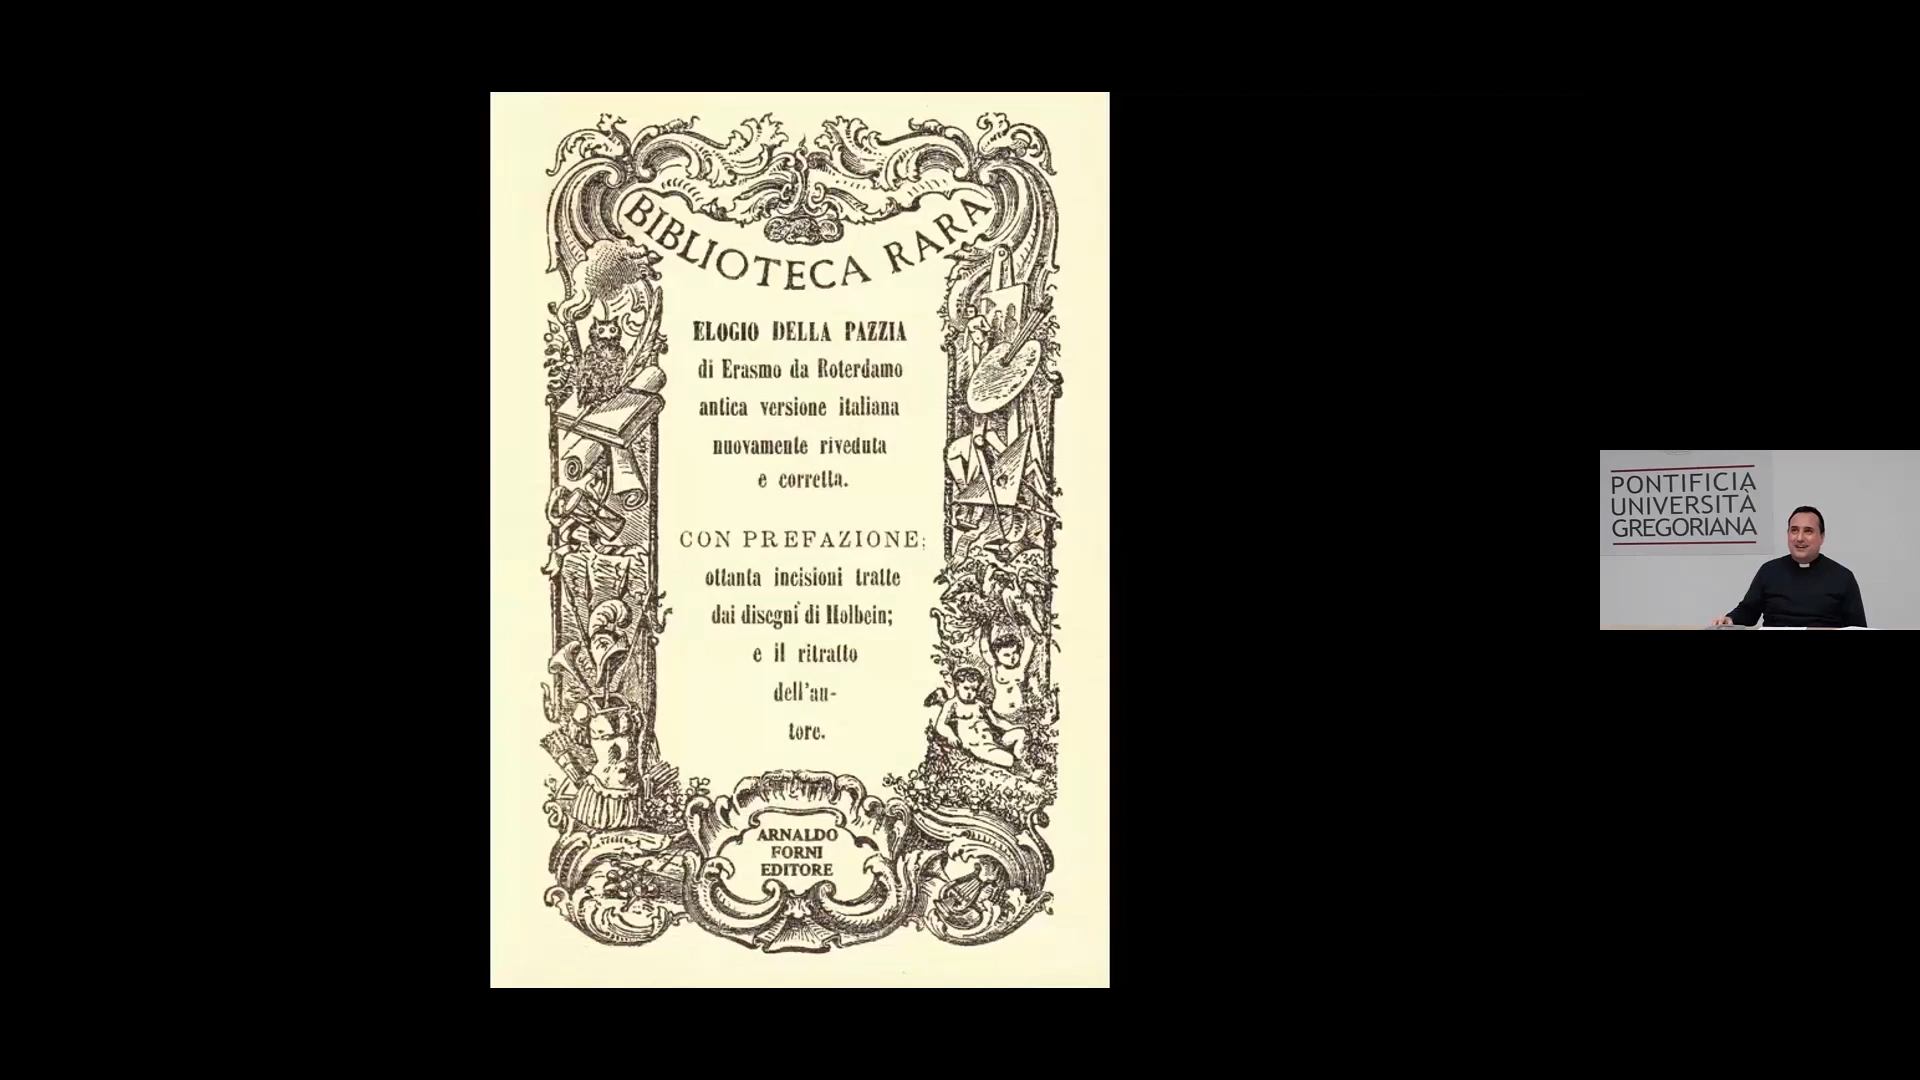 BIBLIOTECA RARA
ELOGIO DELLA PAZZIA
di Erasmo da Roterdamo
antica versione italiana
nuovamente riveduta
e corretta.
CON PREFAZIONE;
ottanta incisioni tratte
dai disegni di Holbein;
e il ritratto
dell'au-
tore.
ARNALDO
FORNI
EDITORE
PONTIFICIA
UNIVERSITÀ
GREGORIANA